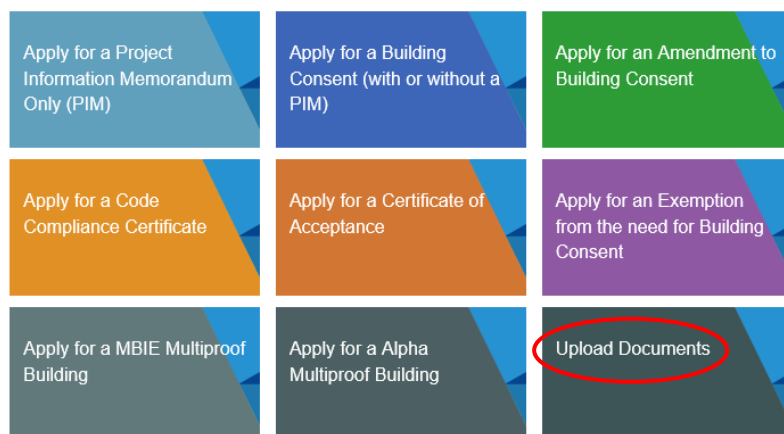 Apply for a Project
Information Memorandum
Only (PIM)
Apply for a Building
Consent (with or without a
PIM)
Apply for an Amendment to
Building Consent
Apply for a Code
Compliance Certificate
Apply for a Certificate of
Acceptance
Apply for an Exemption
from the need for Building
Consent
Apply for a MBIE Multiproof
Building
Apply for a Alpha
Multiproof Building
Upload Documents